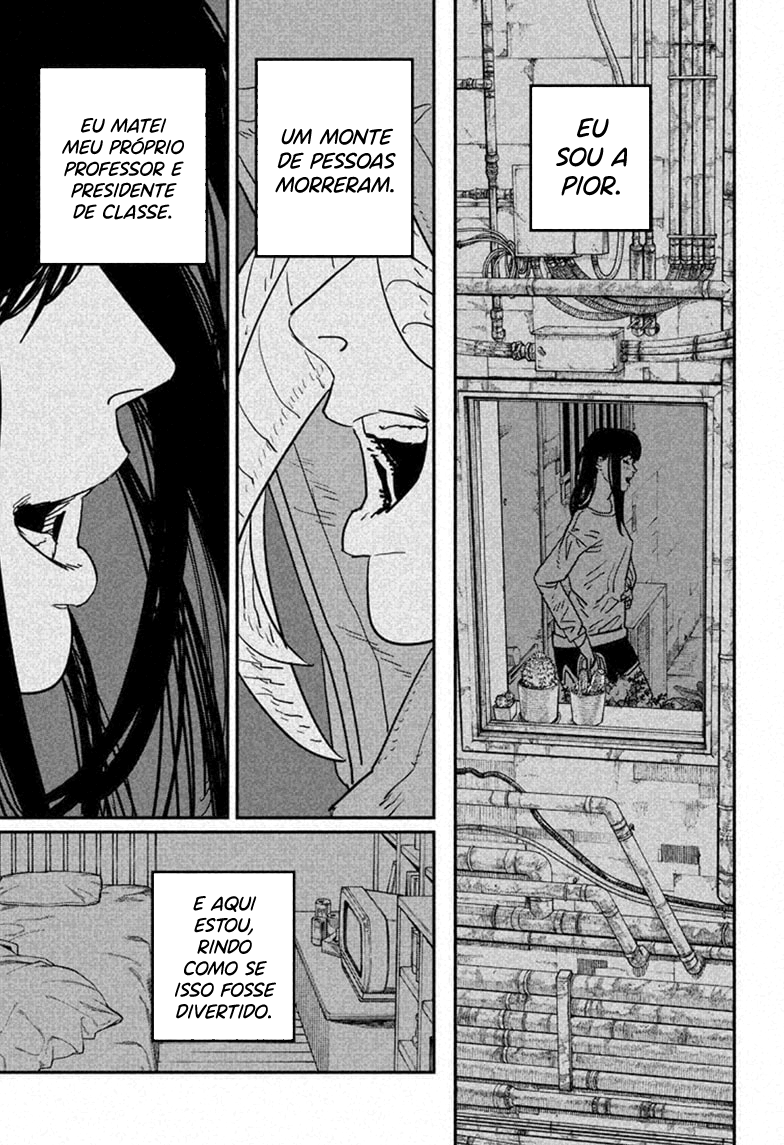 EU
SOU A
PIOR.
UM MONTE
DE PESSOAS
MORRERAM.
EU MATEI
MEU PRÓPRIO
PROFESSOR E
PRESIDENTE
DE CLASSE.
E AQUI
ESTOU,
RINDO
COMO SE
ISSO FOSSE
DIVERTIDO.